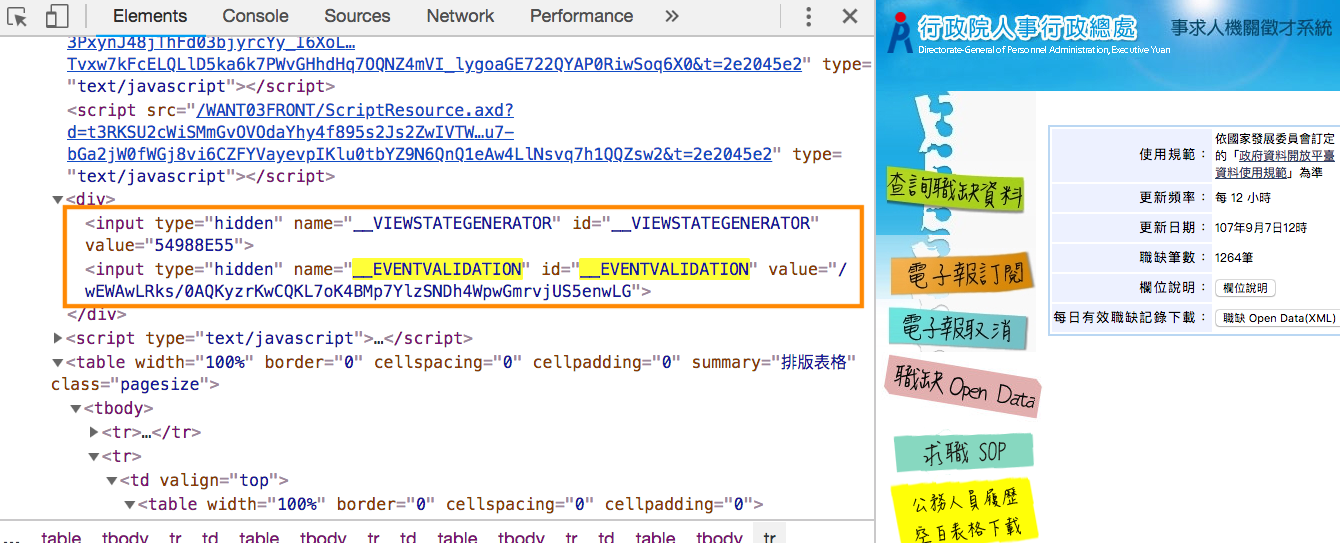 Elements Console Sources Network Performance »
3PxynJ48jThFd03bjyrcYy_I6XoL…
Tvxw7kFcELQLlD5ka6k7PWvGHhdHq7OQNZ4mVI_lygoaGE722QYAP0RiwSoq6X0&t=2e2045e2" type=
"text/javascript"></script>
<script src="/WANT03FRONT/ScriptResource.axd?
d=t3RKSU2cWiSMmGvOVOdaYhy4f895s2Js2ZwIVTW…u7-
bGa2jW0fWGj8vi6CZFYVayevpIKlu0tbYZ9N6QnQ1eAw4LlNsvq7h1QQZsw2&t=2e2045e2" type=
"text/javascript"></script>
▼<div>
<input type="hidden" name="__VIEWSTATEGENERATOR" id="__VIEWSTATEGENERATOR"
value="54988E55">
<input type="hidden" name="__EVENTVALIDATION" id="__EVENTVALIDATION" value="/
wEWAwLRks/0AQKyzrKwCQKL7oK4BMp7YlzSNDh4WpwGmrvjUS5enwLG">
</div>
▶<script type="text/javascript">…</script>
▼<table width="100%" border="0" cellspacing="0" cellpadding="0" summary="排版表格"
class="pagesize">
▼<tbody>
▶<tr>…</tr>
▼<tr>
▼<td valign="top">
▼<table width="100%" border="0" cellspacing="0" cellpadding="0">
… table tbody tr td table tbody tr td table tbody tr td table tbody tr
行政院人事行政總處 事求人機關徵才系統
Directorate-General of Personnel Administration, Executive Yuan
查詢職缺資料
電子報訂閱
電子報取消
職缺 Open Data
求職 SOP
公務人員履歷
空白表格下載
使用規範： 依國家發展委員會訂定
的「政府資料開放平臺
資料使用規範」為準
更新頻率： 每 12 小時
更新日期： 107年9月7日12時
職缺筆數： 1264筆
欄位說明： 欄位說明
每日有效職缺記錄下載： 職缺 Open Data(XML)